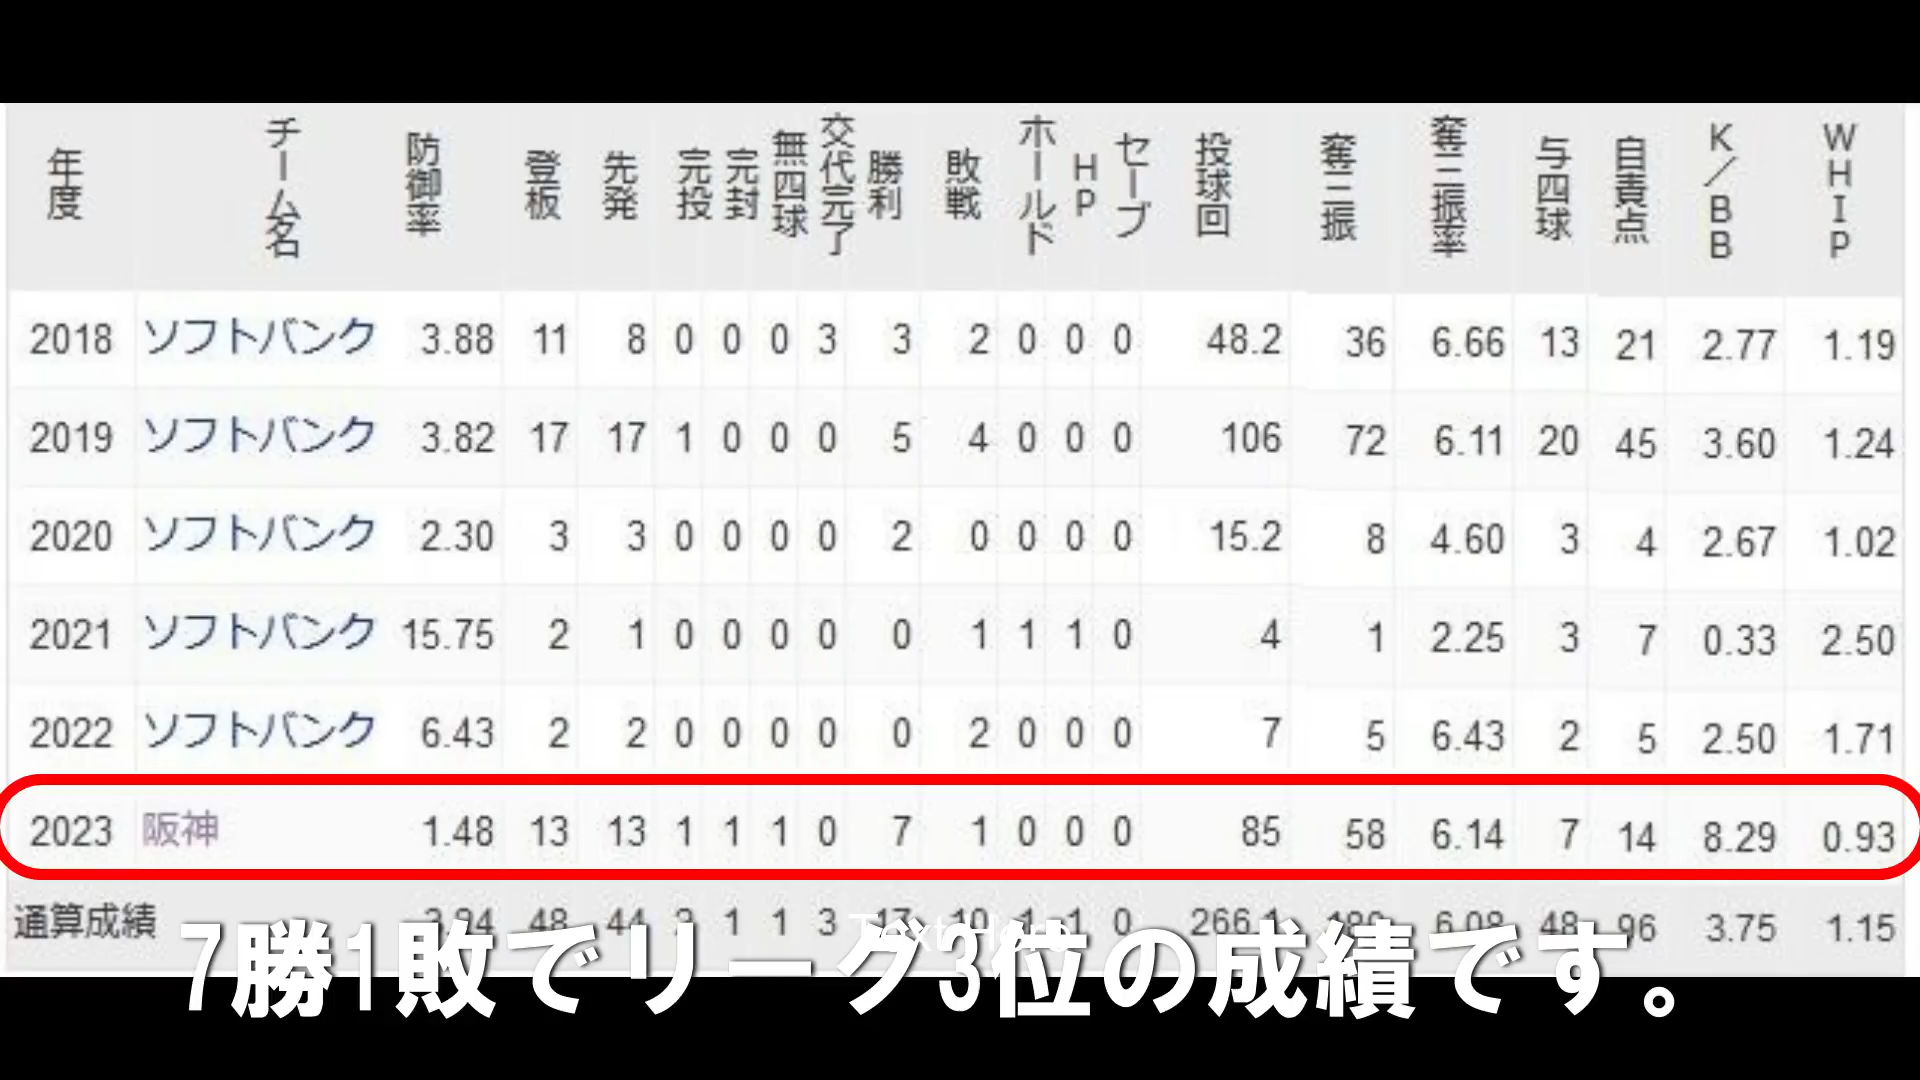 年度 チーム名 防御率 登板 先発 完投 完封 無四球 交代完了 勝利 敗戦 ホールド HP セーブ 投球回 奪三振 奪三振率 与四球 自責点 K／BB WHIP
2018 ソフトバンク 3.88 11 8 0 0 0 3 3 2 0 0 0 48.2 36 6.66 13 21 2.77 1.19
2019 ソフトバンク 3.82 17 17 1 0 0 0 5 4 0 0 0 106 72 6.11 20 45 3.60 1.24
2020 ソフトバンク 2.30 3 3 0 0 0 0 2 0 0 0 0 15.2 8 4.60 3 4 2.67 1.02
2021 ソフトバンク 15.75 2 1 0 0 0 0 0 1 1 1 0 4 1 2.25 3 7 0.33 2.50
2022 ソフトバンク 6.43 2 2 0 0 0 0 0 2 0 0 0 7 5 6.43 2 5 2.50 1.71
2023 阪神 1.48 13 13 1 1 1 0 7 1 0 0 0 85 58 6.14 7 14 8.29 0.93
通算成績 48 44 1 1 3 17 10 1 1 0 266.1 6.08 48 96 3.75 1.15
7勝1敗でリーグ3位の成績です。